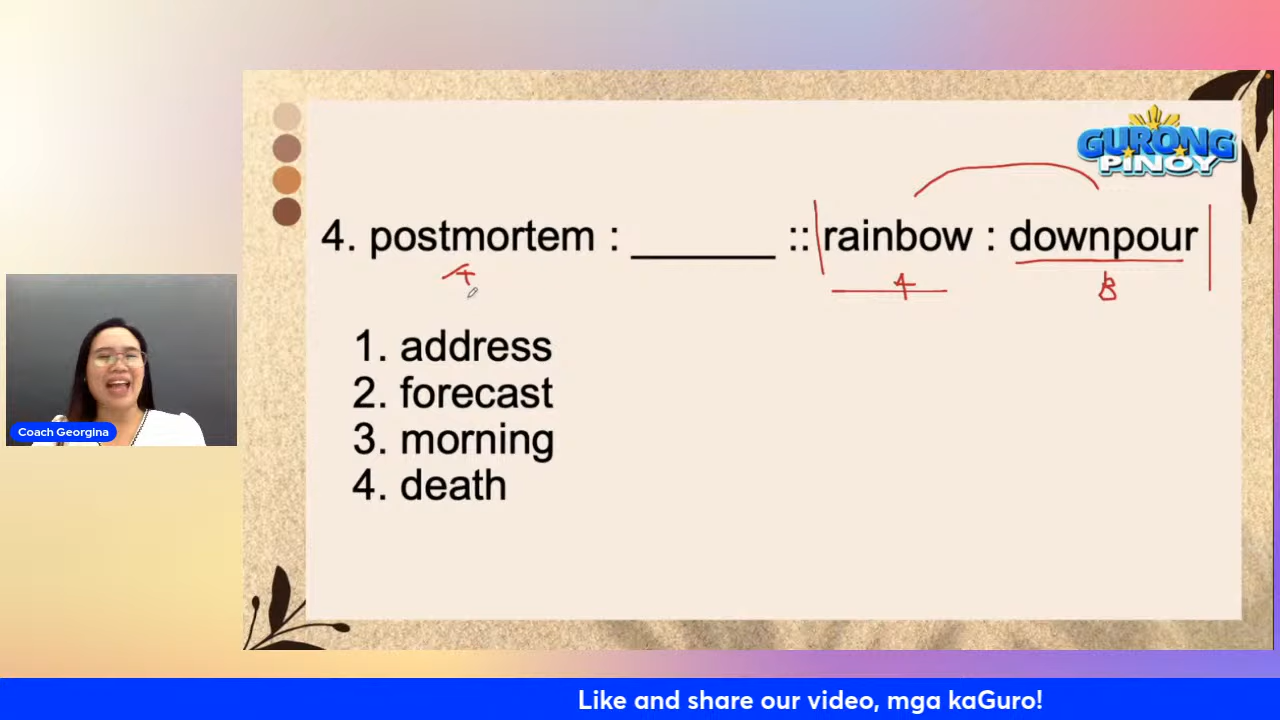 GURONG
PINOY
4. postmortem : ______ :: rainbow : downpour
A
A
B
1. address
2. forecast
3. morning
4. death
Coach Georgina
Like and share our video, mga kaGuro!